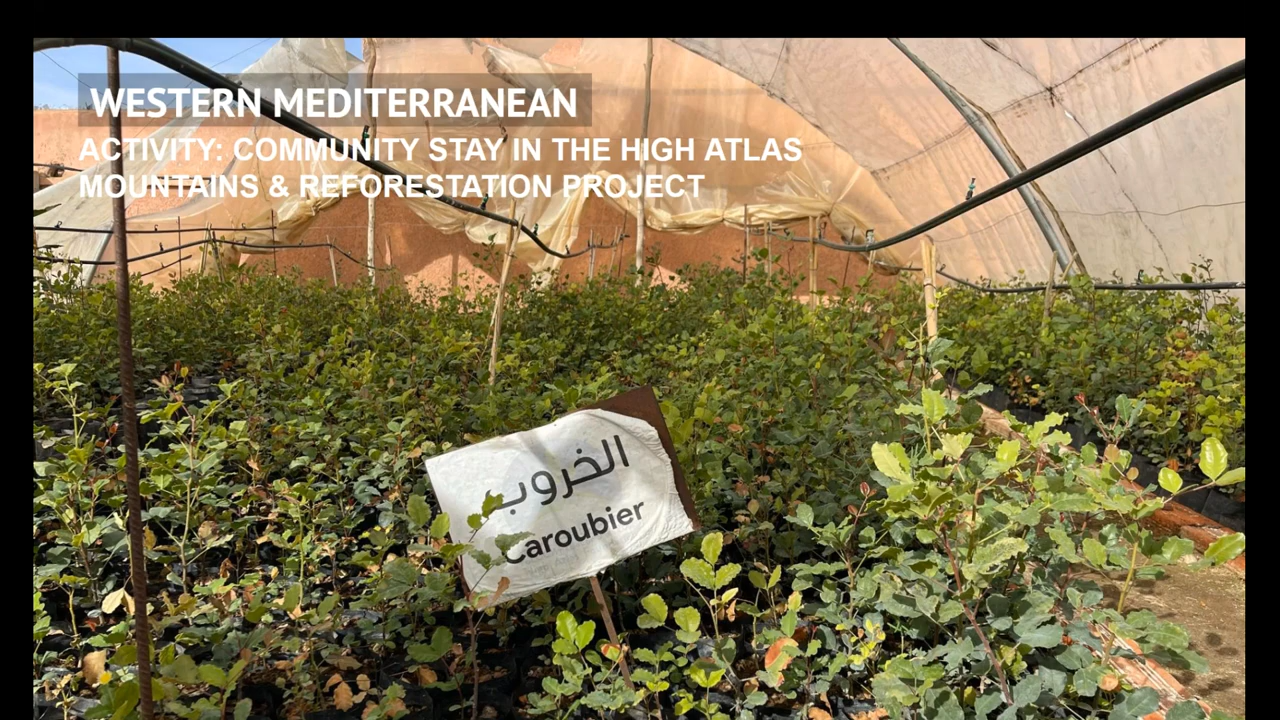 WESTERN MEDITERRANEAN
ACTIVITY: COMMUNITY STAY IN THE HIGH ATLAS
MOUNTAINS & REFORESTATION PROJECT
الخروب
Caroubier